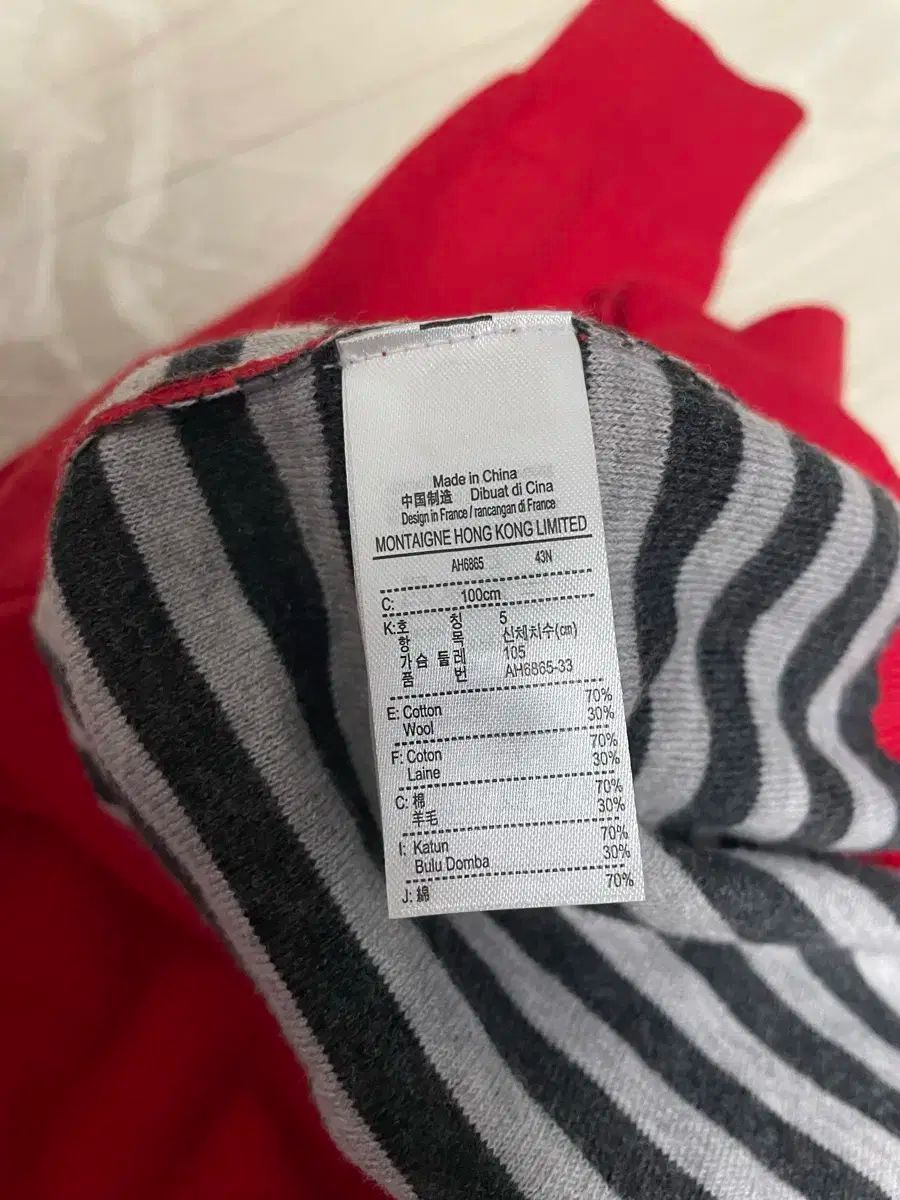 Made in China
中国制造 Dibuat di Cina
Design in France / rancangan di France
MONTAIGNE HONG KONG LIMITED
AH6865 43N
C: 100cm
K:호 칭 5
항 목 신체치수(㎝)
가슴 둘레 105
품 번 AH6865-33
E: Cotton 70%
Wool 30%
F: Coton 70%
Laine 30%
C: 棉 70%
羊毛 30%
I: Katun 70%
Bulu Domba 30%
J: 綿 70%